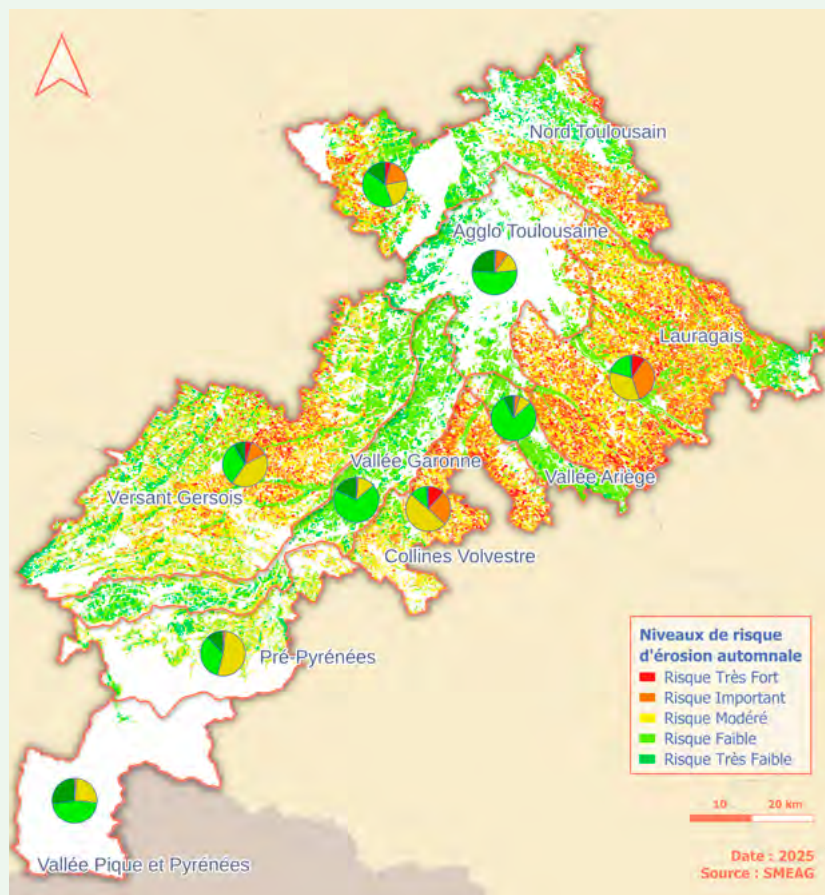 Nord Toulousain
Agglo Toulousaine
Lauragais
Vallée Garonne
Vallée Ariège
Versant Gersois
Collines Volvestre
Pré-Pyrénées
Vallée Pique et Pyrénées
Niveaux de risque
d'érosion automnale
Risque Très Fort
Risque Important
Risque Modéré
Risque Faible
Risque Très Faible
10 20 km
Date : 2025
Source : SMEAG